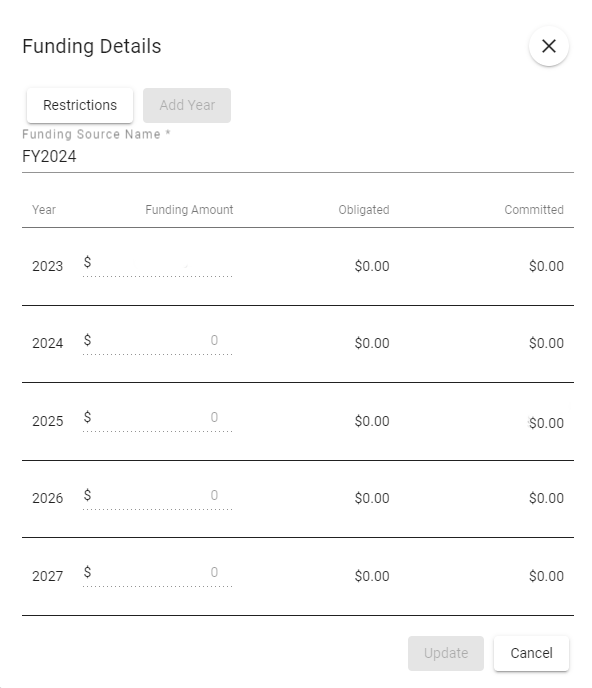 Funding Details
Restrictions Add Year
Funding Source Name *
FY2024
Year Funding Amount Obligated Committed
2023 $ $0.00 $0.00
2024 $ 0 $0.00 $0.00
2025 $ 0 $0.00 $0.00
2026 $ 0 $0.00 $0.00
2027 $ 0 $0.00 $0.00
Update Cancel